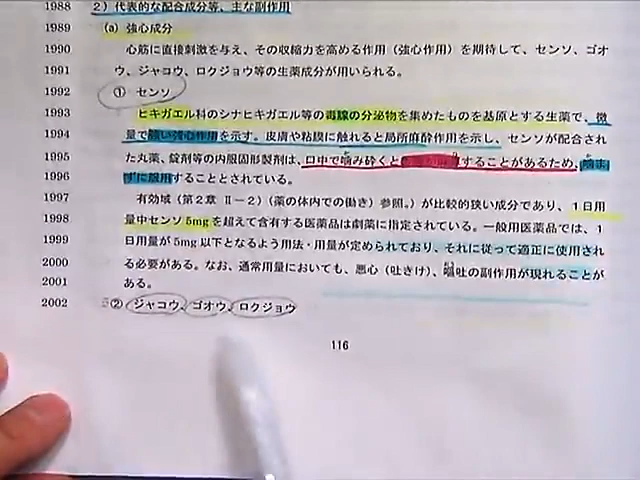 1988 2）代表的な配合成分等、主な副作用
1989 (a) 強心成分
1990 心筋に直接刺激を与え、その収縮力を高める作用（強心作用）を期待して、センソ、ゴオ
1991 ウ、ジャコウ、ロクジョウ等の生薬成分が用いられる。
1992 ① センソ
1993 ヒキガエル科のシナヒキガエル等の毒腺の分泌物を集めたものを基原とする生薬で、微
1994 量で強い強心作用を示す。皮膚や粘膜に触れると局所麻酔作用を示し、センソが配合され
1995 た丸薬、錠剤等の内服固形製剤は、口中で噛み砕くと することがあるため、噛まず
1996 ずに服用することとされている。
1997 有効域（第２章 Ⅱ－２）（薬の体内での働き）参照。）が比較的狭い成分であり、１日用
1998 量中センソ 5mg を超えて含有する医薬品は劇薬に指定されている。一般用医薬品では、１
1999 日用量が 5mg 以下となるよう用法・用量が定められており、それに従って適正に使用され
2000 る必要がある。なお、通常用量においても、悪心（吐きけ）、嘔吐の副作用が現れることが
2001 ある。
2002 ② ジャコウ、ゴオウ、ロクジョウ
116